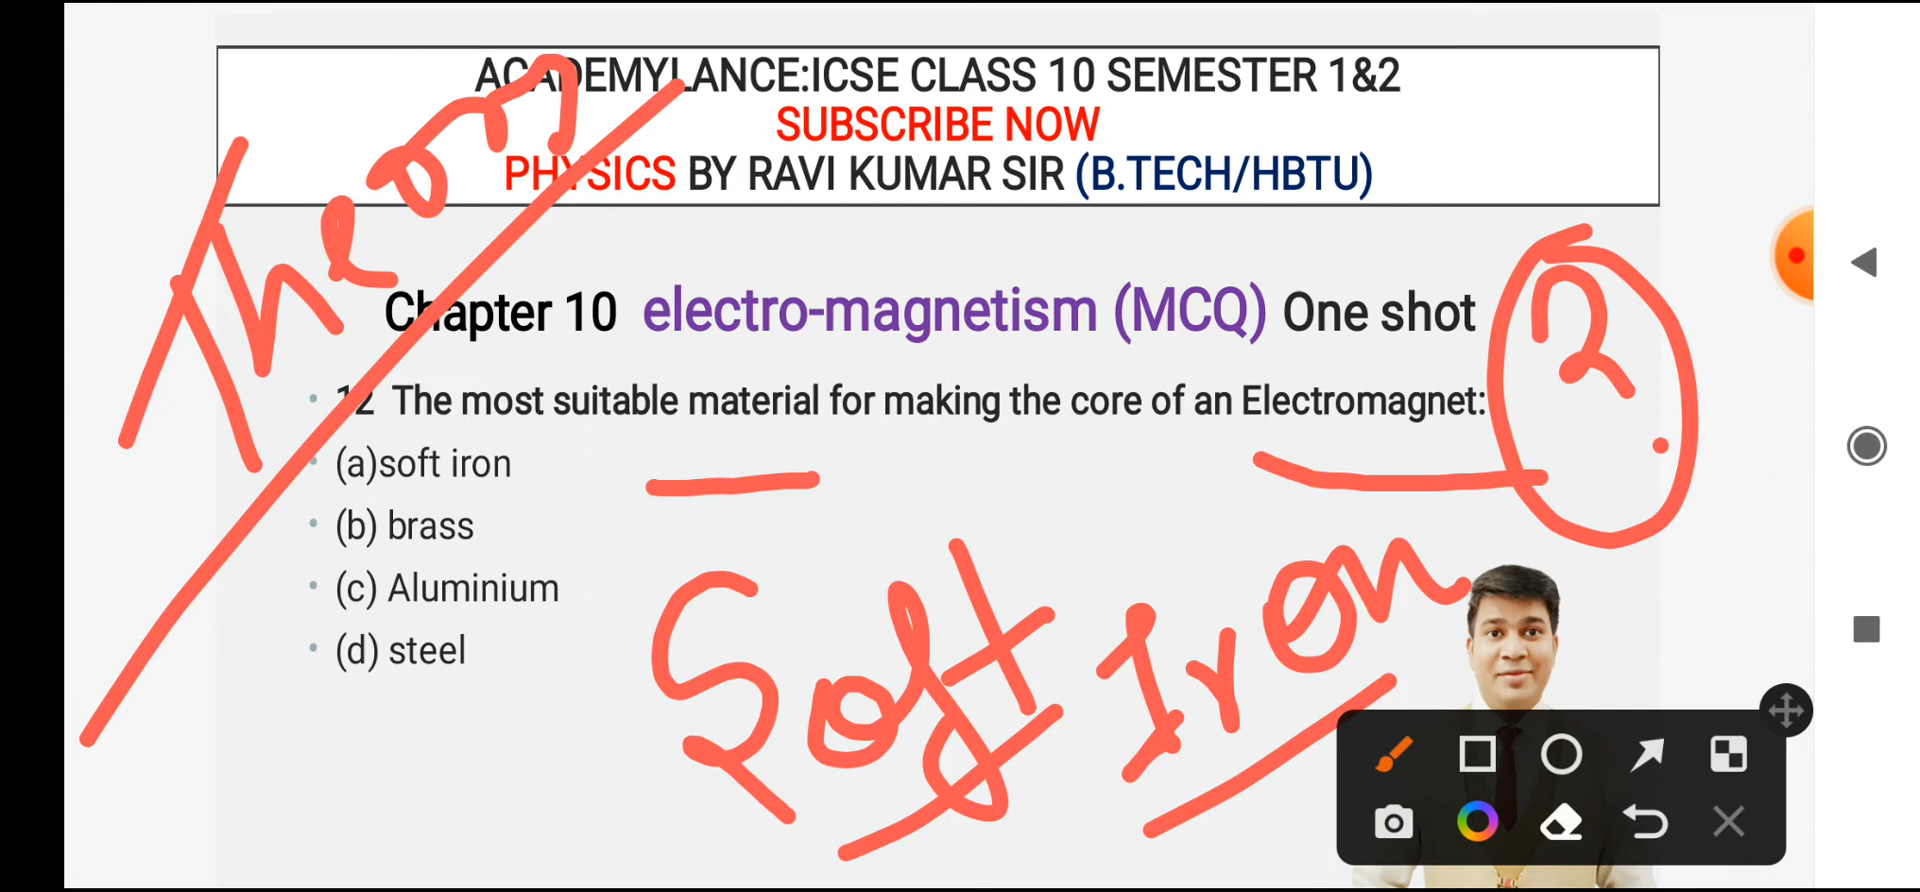 ACADEMYLANCE:ICSE CLASS 10 SEMESTER 1&2
SUBSCRIBE NOW
PHYSICS BY RAVI KUMAR SIR (B.TECH/HBTU)
Theory
Chapter 10 electro-magnetism (MCQ) One shot
?
• 12 The most suitable material for making the core of an Electromagnet:
• (a)soft iron
• (b) brass
• (c) Aluminium
• (d) steel
Soft Iron